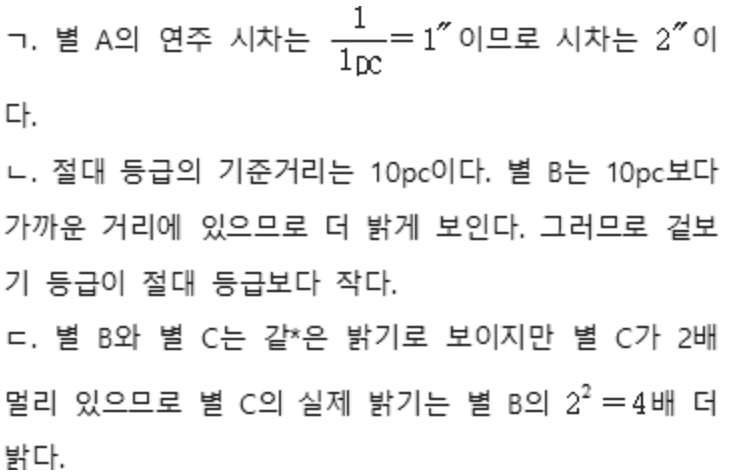 ㄱ. 별 A의 연주 시차는 1/1pc = 1″이므로 시차는 2″이
다.
ㄴ. 절대 등급의 기준거리는 10pc이다. 별 B는 10pc보다
가까운 거리에 있으므로 더 밝게 보인다. 그러므로 겉보
기 등급이 절대 등급보다 작다.
ㄷ. 별 B와 별 C는 같*은 밝기로 보이지만 별 C가 2배
멀리 있으므로 별 C의 실제 밝기는 별 B의 2² = 4배 더
밝다.